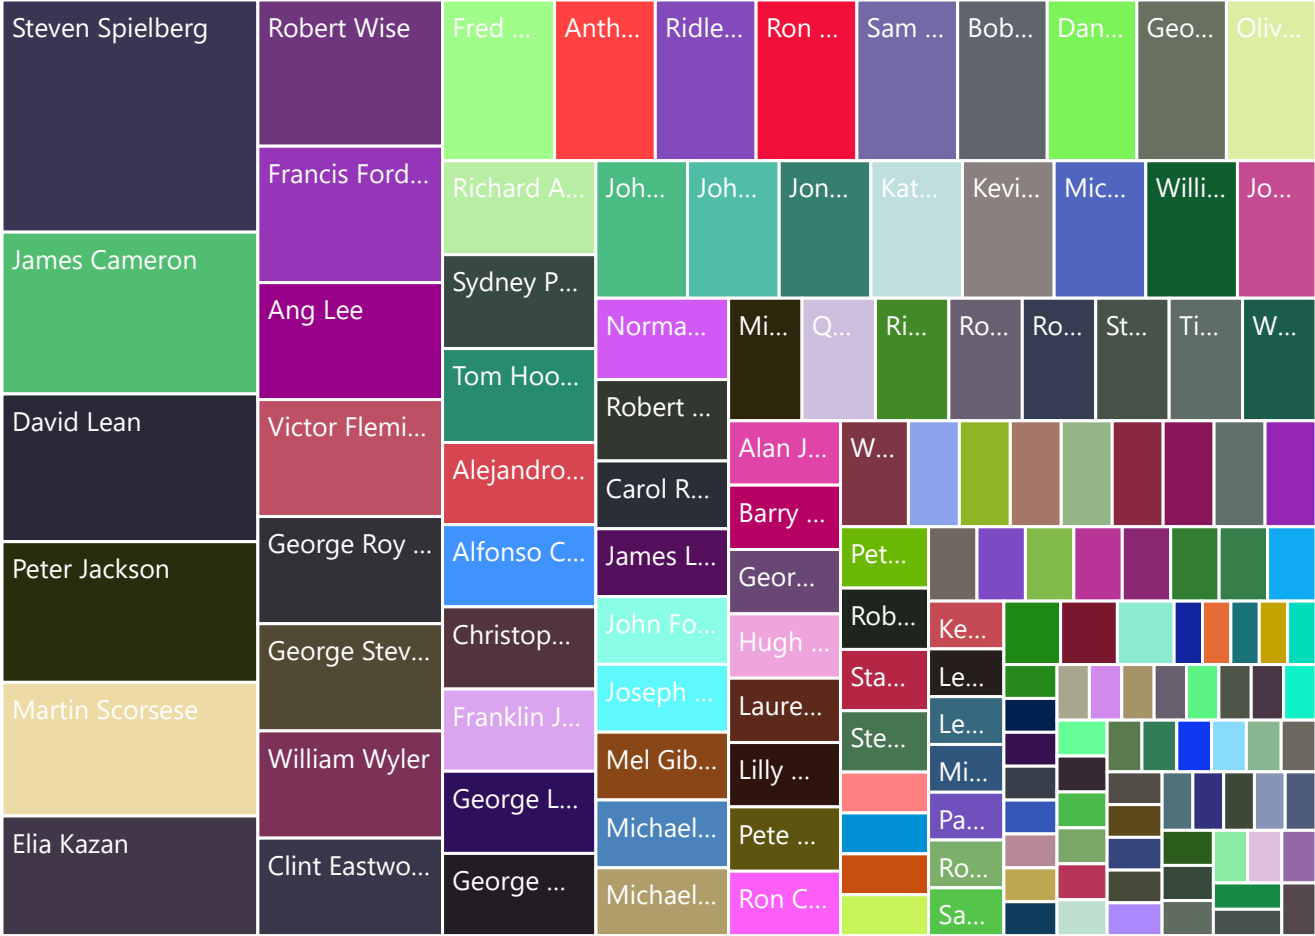 Steven Spielberg
James Cameron
David Lean
Peter Jackson
Martin Scorsese
Elia Kazan
Robert Wise
Francis Ford...
Ang Lee
Victor Flemi...
George Roy ...
George Stev...
William Wyler
Clint Eastwo...
Fred ...
Anth...
Ridle...
Ron ...
Sam ...
Bob...
Dan...
Geo...
Oliv...
Richard A...
Sydney P...
Tom Hoo...
Alejandro...
Alfonso C...
Christop...
Franklin J...
George L...
George ...
Joh...
Joh...
Jon...
Kat...
Kevi...
Mic...
Willi...
Jo...
Norma...
Robert ...
Carol R...
James L...
John Fo...
Joseph ...
Mel Gib...
Michael...
Michael...
Mi...
Q...
Ri...
Ro...
Ro...
St...
Ti...
W...
Alan J...
Barry ...
Geor...
Hugh ...
Laure...
Lilly ...
Pete ...
Ron C...
W...
Pet...
Rob...
Sta...
Ste...
Ke...
Le...
Le...
Mi...
Pa...
Ro...
Sa...